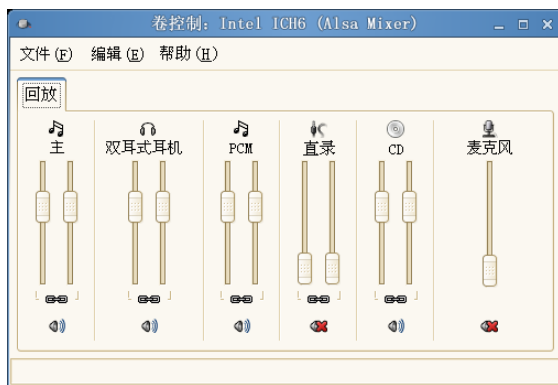 卷控制: Intel ICH6 (Alsa Mixer)
文件(F) 编辑(E) 帮助(H)
回放
主 双耳式耳机 PCM 直录 CD 麦克风